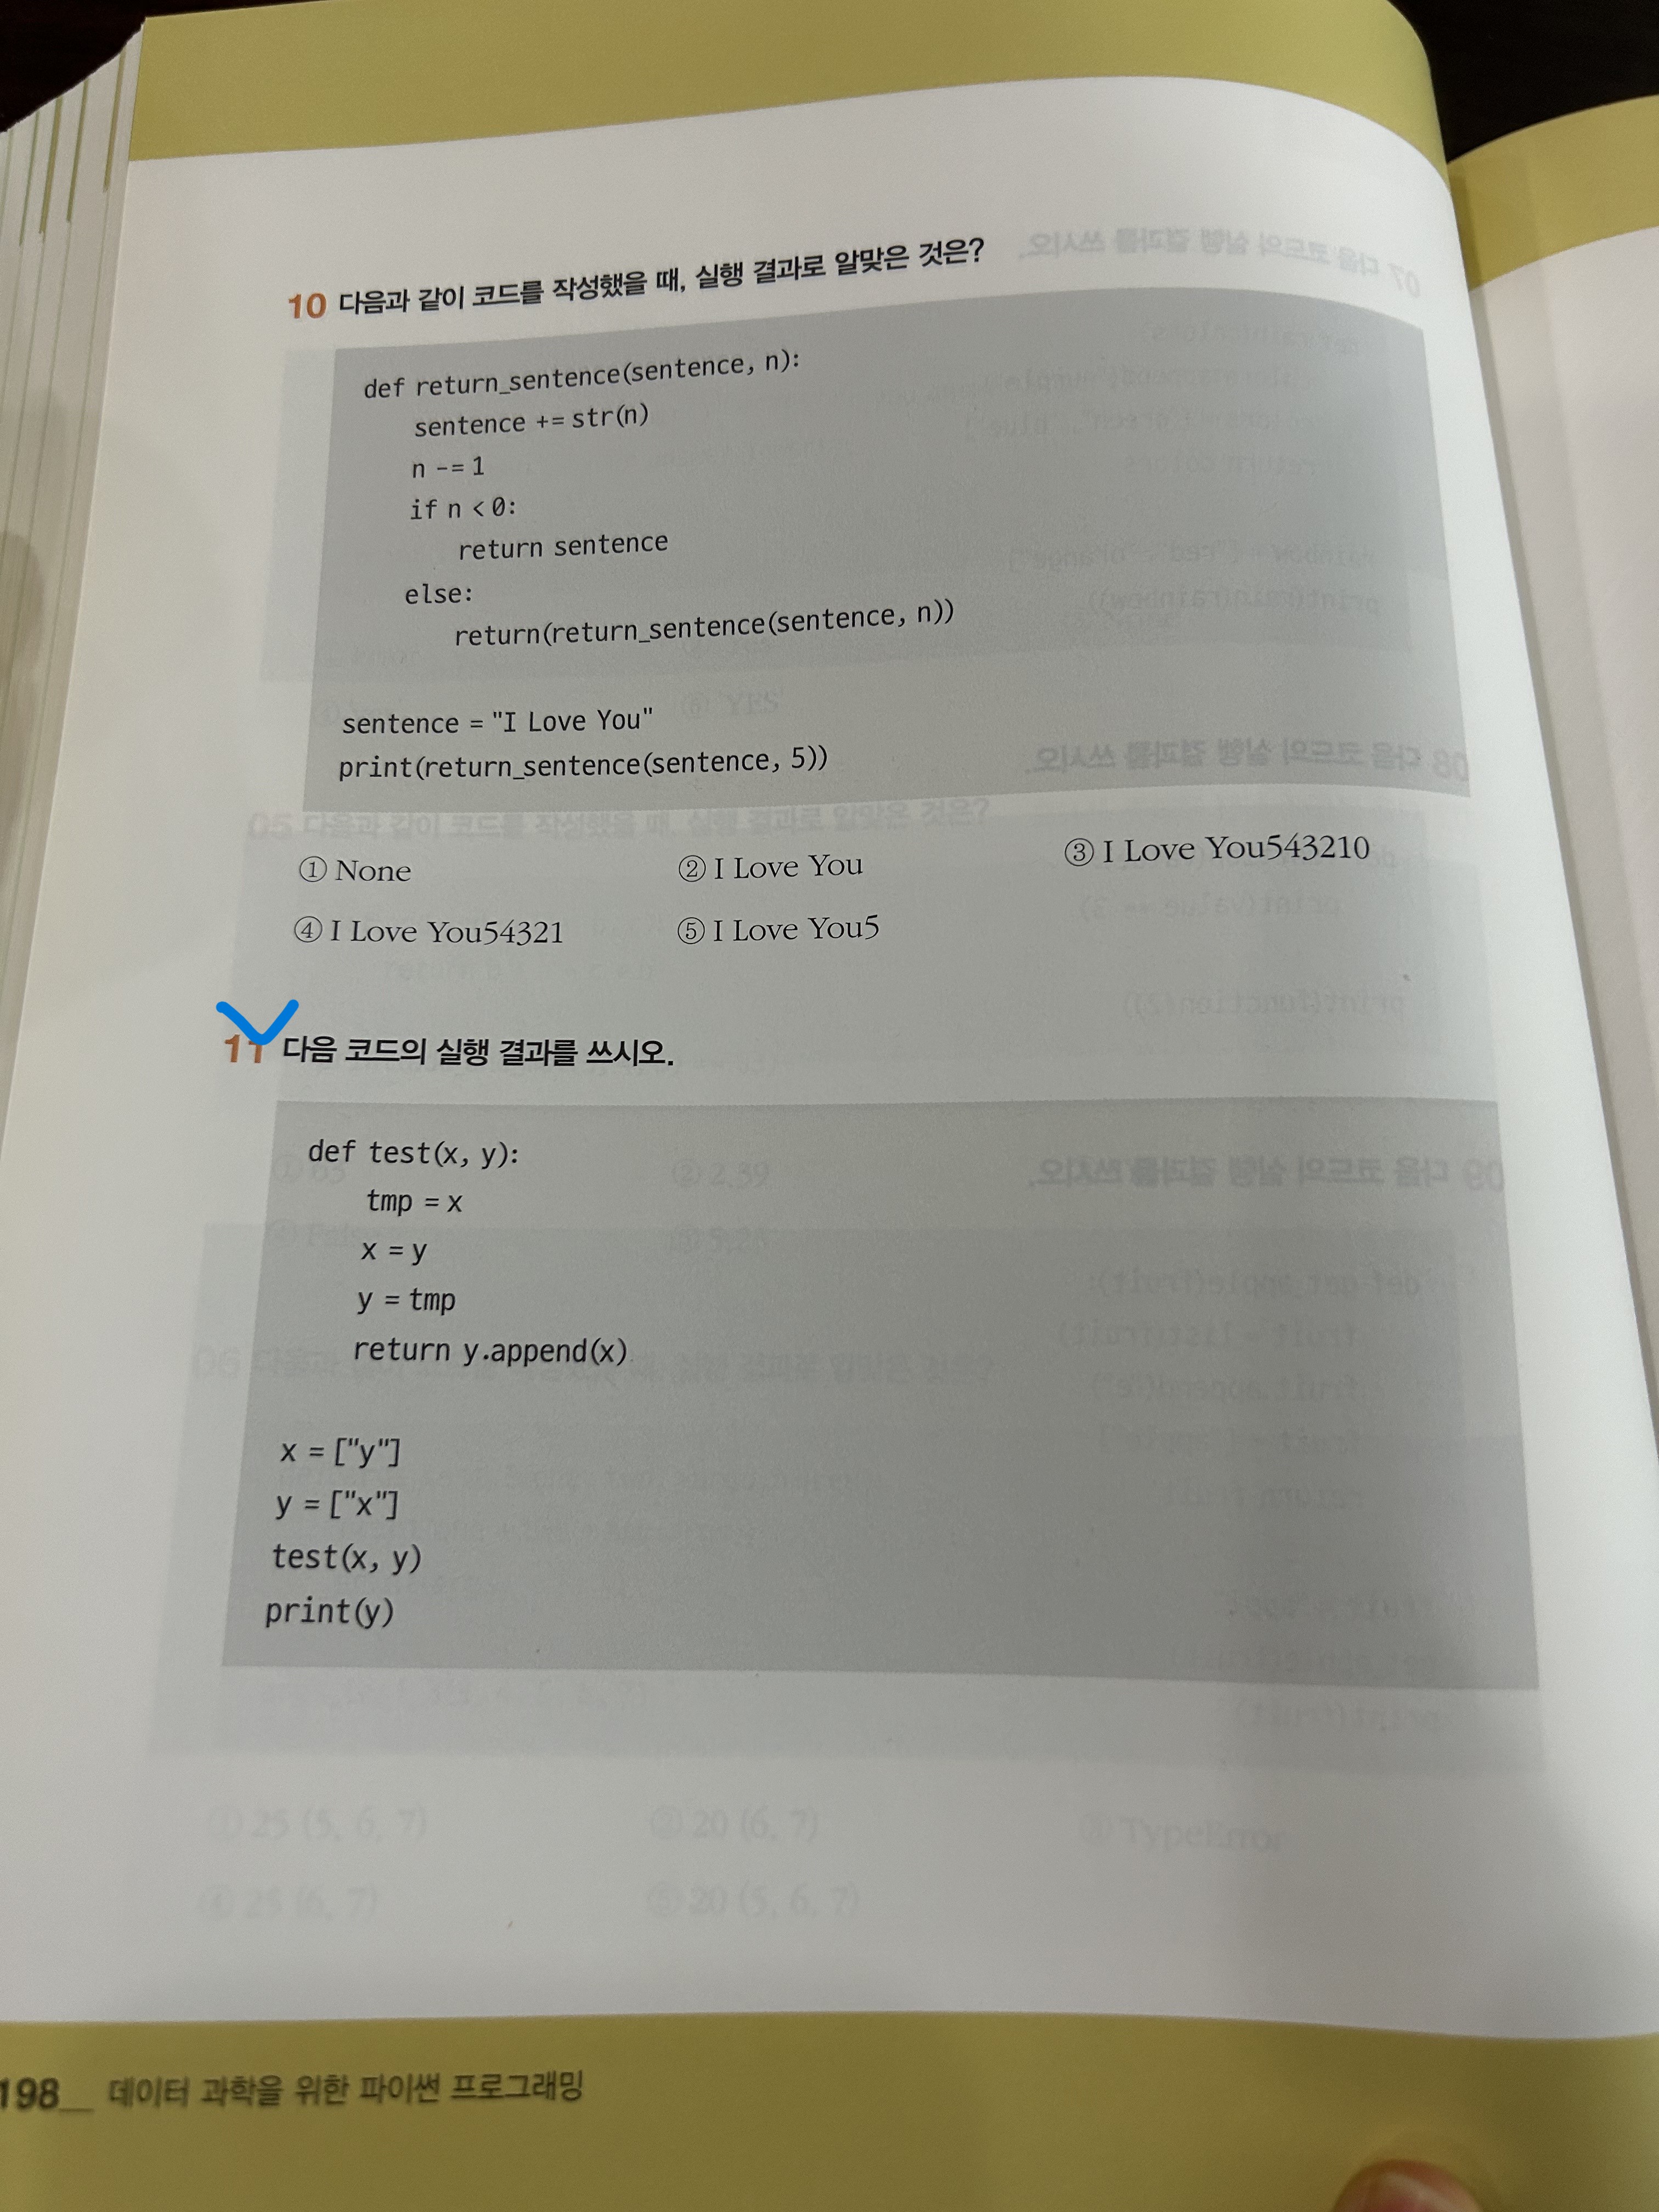 10 다음과 같이 코드를 작성했을 때, 실행 결과로 알맞은 것은?
def return_sentence(sentence, n):
sentence += str(n)
n -= 1
if n < 0:
return sentence
else:
return(return_sentence(sentence, n))
sentence = "I Love You"
print(return_sentence(sentence, 5))
① None ② I Love You ③ I Love You543210
④ I Love You54321 ⑤ I Love You5
11 다음 코드의 실행 결과를 쓰시오.
def test(x, y):
tmp = x
x = y
y = tmp
return y.append(x)
x = ["y"]
y = ["x"]
test(x, y)
print(y)
198__ 데이터 과학을 위한 파이썬 프로그래밍